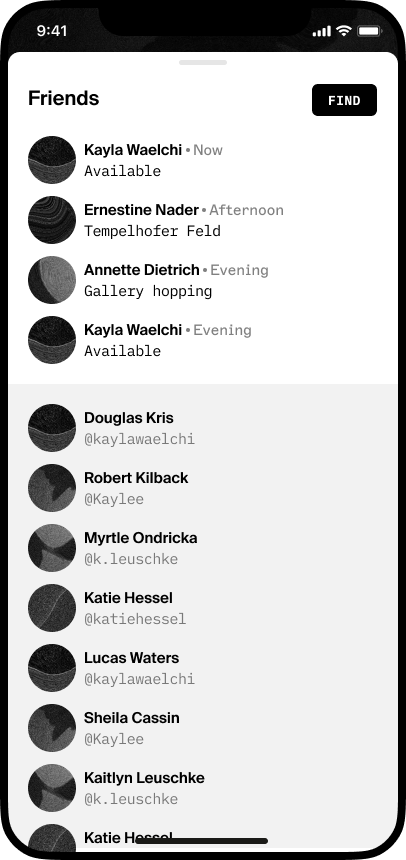 9:41
Friends
FIND
Kayla Waelchi • Now
Available
Ernestine Nader • Afternoon
Tempelhofer Feld
Annette Dietrich • Evening
Gallery hopping
Kayla Waelchi • Evening
Available
Douglas Kris
@kaylawaelchi
Robert Kilback
@Kaylee
Myrtle Ondricka
@k.leuschke
Katie Hessel
@katiehessel
Lucas Waters
@kaylawaelchi
Sheila Cassin
@Kaylee
Kaitlyn Leuschke
@k.leuschke
Katie Hessel